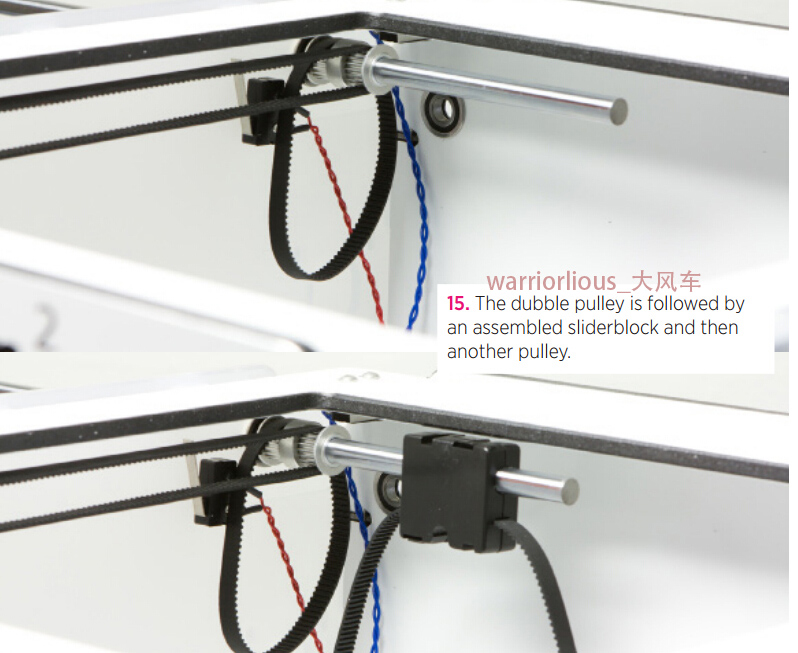 warriorlious_大风车
15. The dubble pulley is followed by
an assembled sliderblock and then
another pulley.